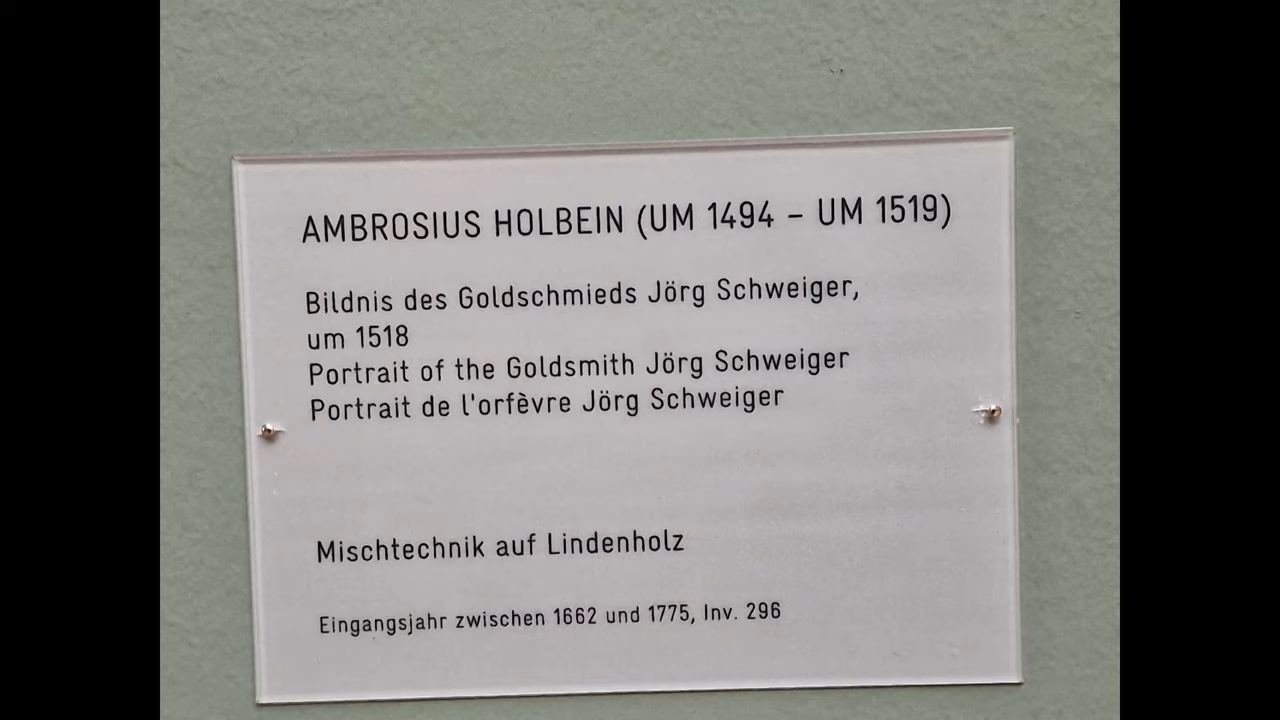 AMBROSIUS HOLBEIN (UM 1494 – UM 1519)
Bildnis des Goldschmieds Jörg Schweiger,
um 1518
Portrait of the Goldsmith Jörg Schweiger
Portrait de l'orfèvre Jörg Schweiger
Mischtechnik auf Lindenholz
Eingangsjahr zwischen 1662 und 1775, Inv. 296